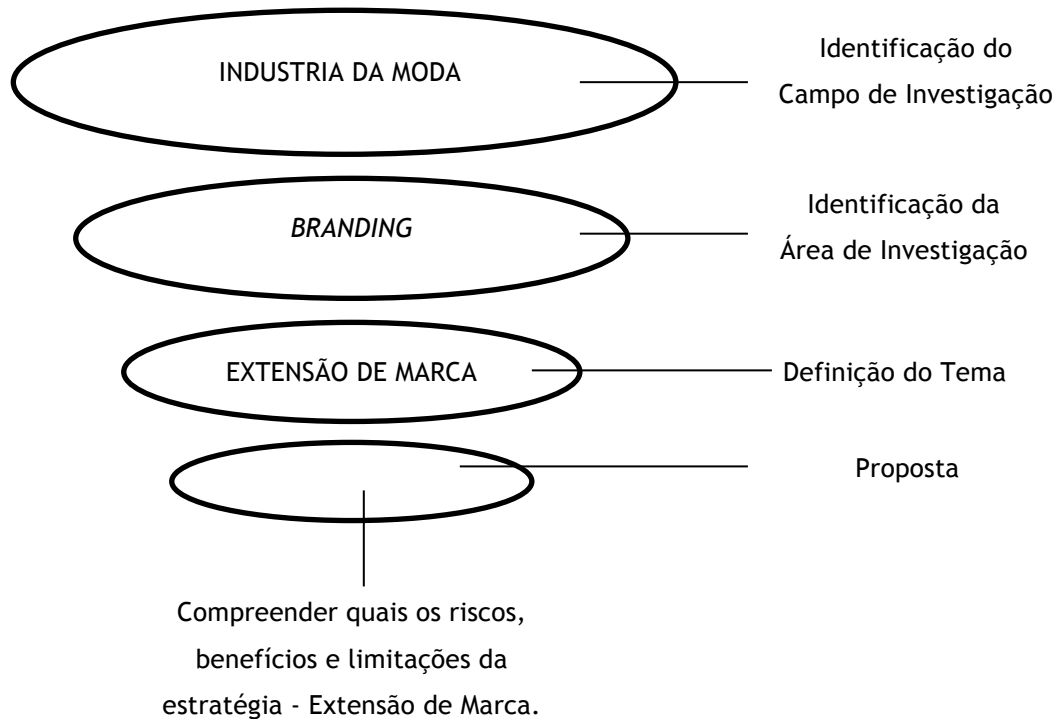 INDUSTRIA DA MODA
Identificação do
Campo de Investigação
BRANDING
Identificação da
Área de Investigação
EXTENSÃO DE MARCA
Definição do Tema
Proposta
Compreender quais os riscos,
benefícios e limitações da
estratégia - Extensão de Marca.